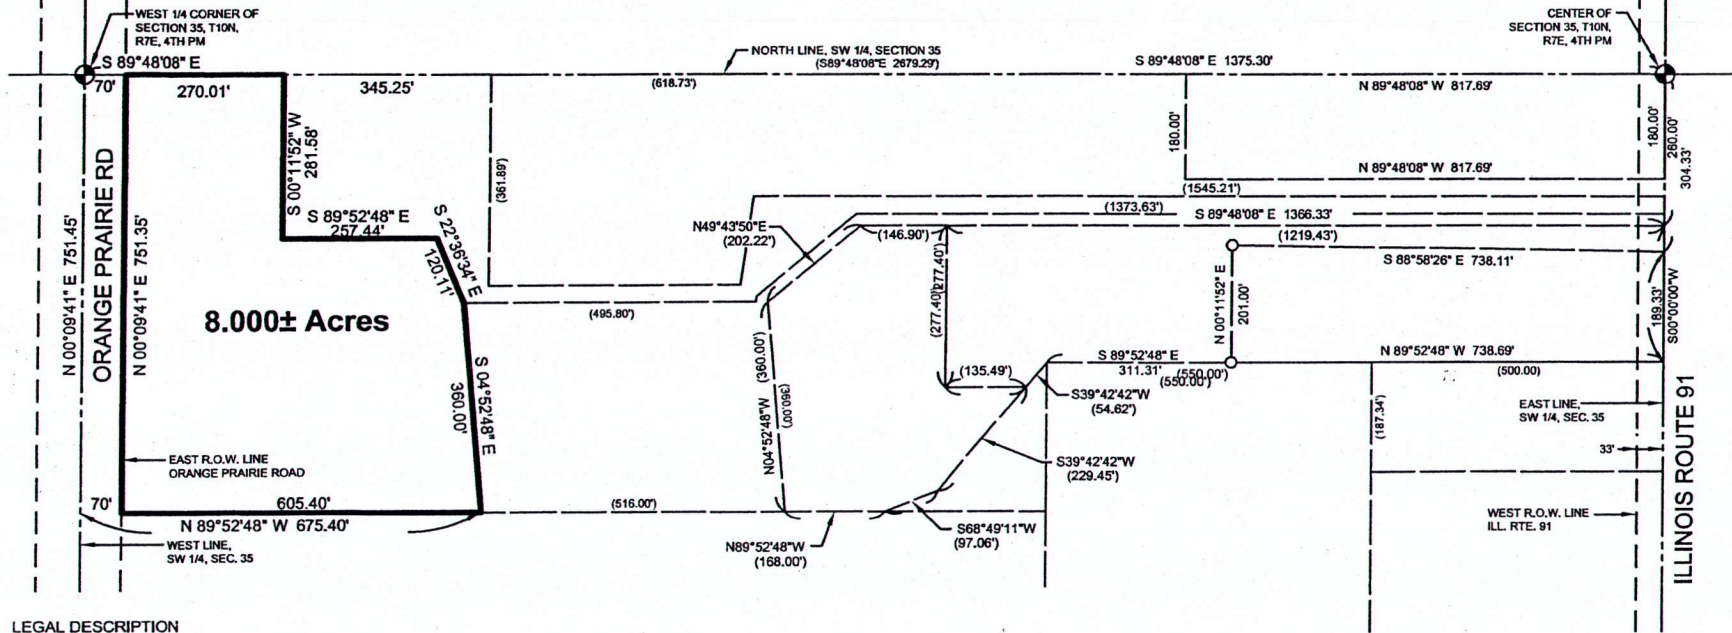 WEST 1/4 CORNER OF
SECTION 35, T10N,
R7E, 4TH PM
S 89°48'08" E
70'
270.01'
345.25'
NORTH LINE, SW 1/4, SECTION 35
(S89°48'08"E 2679.29')
(618.73')
S 89°48'08" E 1375.30'
CENTER OF
SECTION 35, T10N,
R7E, 4TH PM
N 89°48'08" W 817.69'
180.00'
180.00'
260.00'
304.33'
N 89°48'08" W 817.69'
(1545.21')
(1373.63')
S 89°48'08" E 1366.33'
(1219.43')
S 88°58'26" E 738.11'
N 00°09'41" E 751.45'
ORANGE PRAIRIE RD
N 00°09'41" E 751.35'
S 00°11'52" W
281.58'
S 89°52'48" E
257.44'
S 22°36'34" E
120.11'
(361.89')
N49°43'50"E
(202.22')
(146.90')
(277.40')
(277.40')
8.000± Acres
(495.80')
S 04°52'48" E
360.00'
N04°52'48"W (360.00')
(360.00')
(135.49')
N 00°11'52" E
201.00'
189.33'
S00°00'00"W
S 89°52'48" E
311.31'
(550.00')
(550.00')
N 89°52'48" W 738.69'
(500.00')
S39°42'42"W
(54.62')
(187.34')
EAST LINE,
SW 1/4, SEC. 35
33'
ILLINOIS ROUTE 91
EAST R.O.W. LINE
ORANGE PRAIRIE ROAD
S39°42'42"W
(229.45')
70'
605.40'
N 89°52'48" W 675.40'
(516.00')
WEST R.O.W. LINE
ILL. RTE. 91
S68°49'11"W
(97.06')
N89°52'48"W
(168.00')
WEST LINE,
SW 1/4, SEC. 35
LEGAL DESCRIPTION